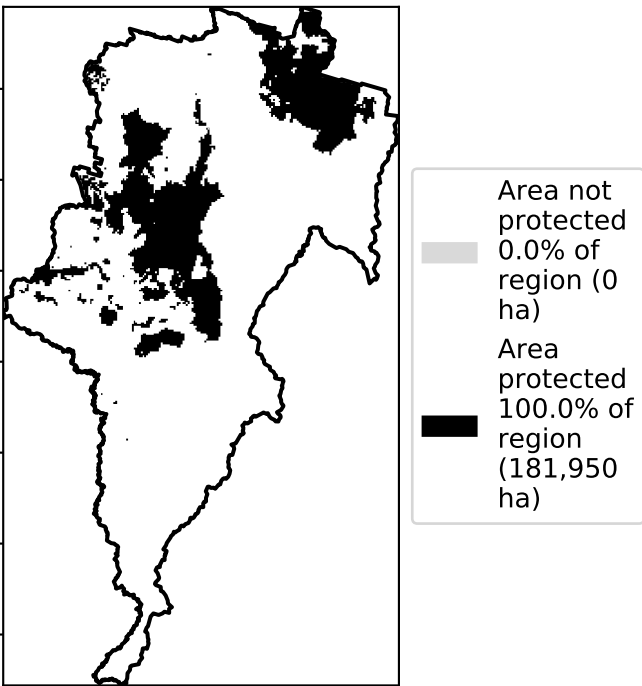 Area not
protected
0.0% of
region (0
ha)
Area
protected
100.0% of
region
(181,950
ha)